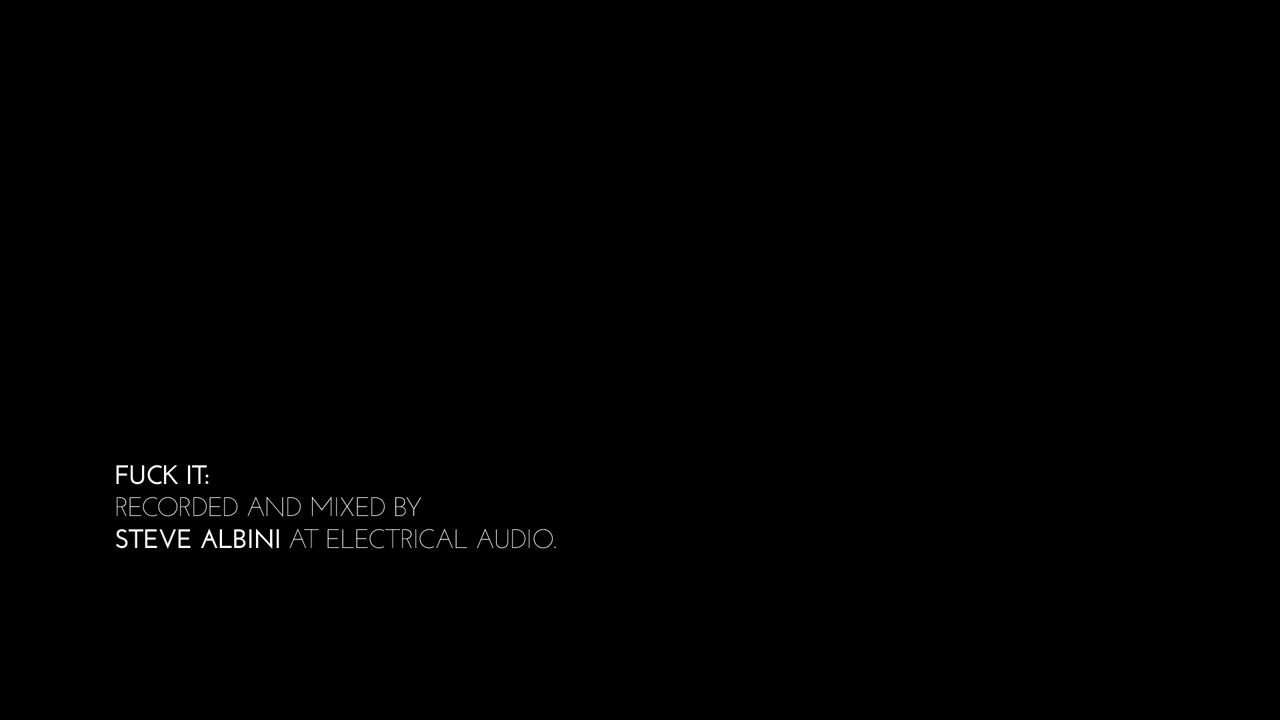 FUCK IT:
RECORDED AND MIXED BY
STEVE ALBINI AT ELECTRICAL AUDIO.